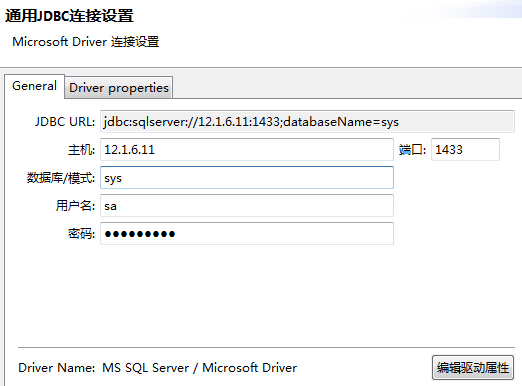 通用JDBC连接设置
Microsoft Driver 连接设置
General Driver properties
JDBC URL: jdbc:sqlserver://12.1.6.11:1433;databaseName=sys
主机: 12.1.6.11 端口: 1433
数据库/模式: sys
用户名: sa
密码: ●●●●●●●●●
Driver Name: MS SQL Server / Microsoft Driver 编辑驱动属性